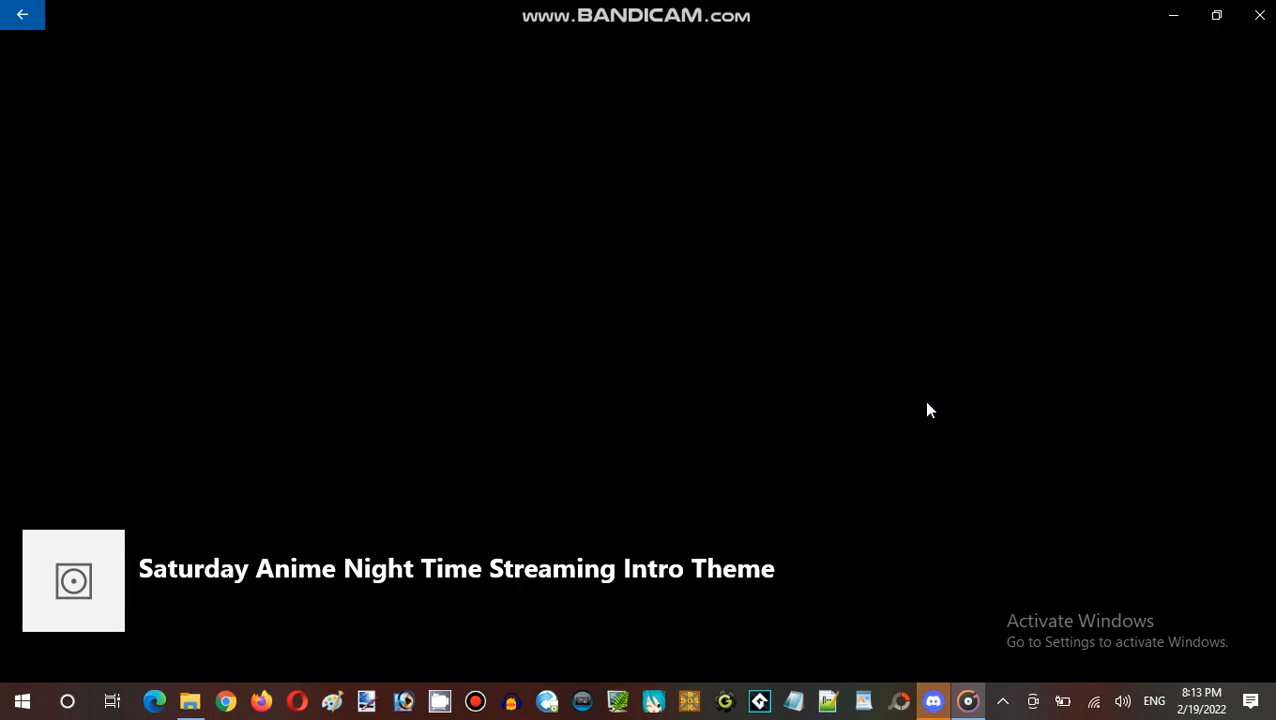 www.BANDICAM.com
Saturday Anime Night Time Streaming Intro Theme
Activate Windows
Go to Settings to activate Windows.
DOS
ENG
8:13 PM
2/19/2022